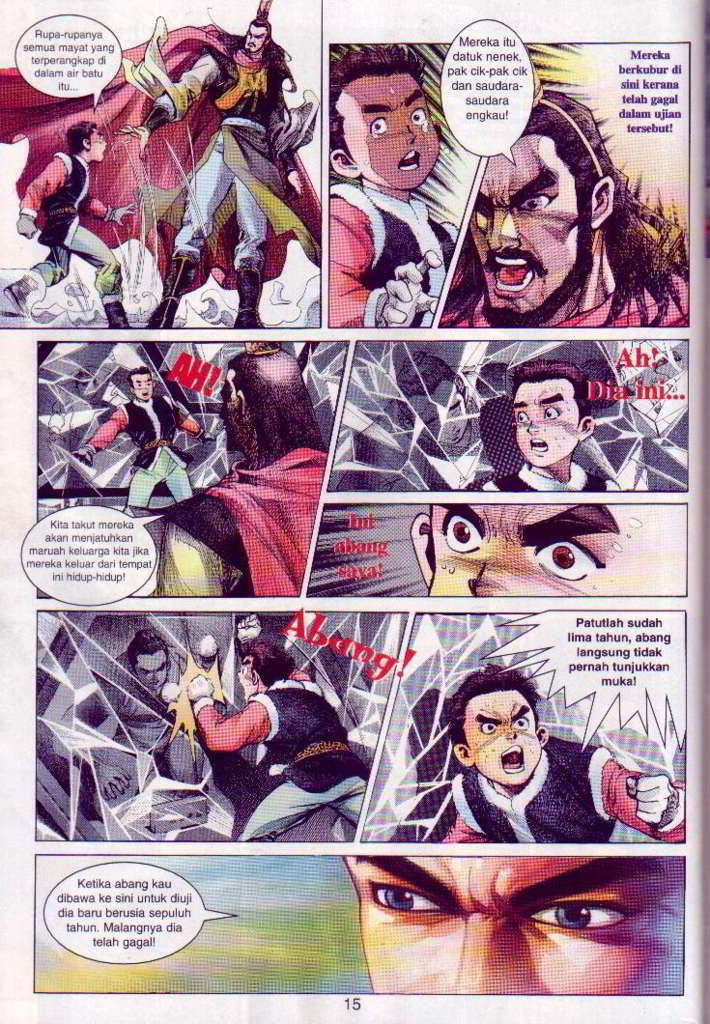 Rupa-rupanya
semua mayat yang
terperangkap di
dalam air batu
itu...
Mereka itu
datuk nenek,
pak cik-pak cik
dan saudara-
saudara
engkau!
Mereka
berkubur di
sini kerana
telah gagal
dalam ujian
tersebut!
AH!
Kita takut mereka
akan menjahanamkan
maruah keluarga kita jika
mereka keluar dari tempat
ini hidup-hidup!
Ah!
Dia ini...
Ini
abang
saya!
Abang!
Patutlah sudah
lima tahun, abang
langsung tidak
pernah tunjukkan
muka!
Ketika abang kau
dibawa ke sini untuk diuji
dia baru berusia sepuluh
tahun. Malangnya dia
telah gagal!
15